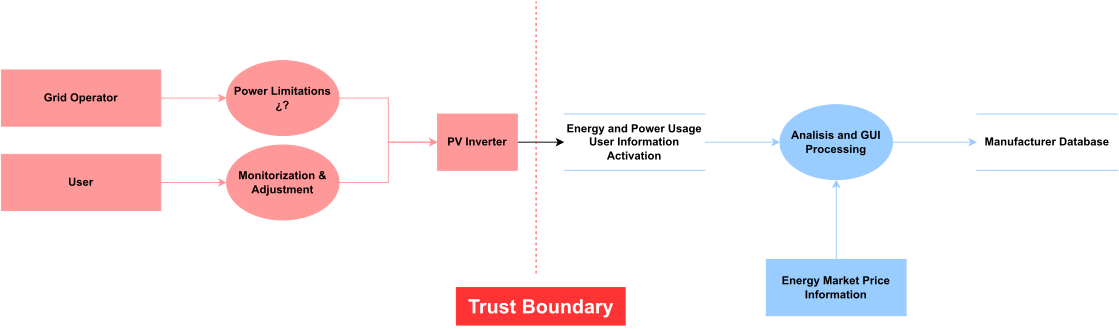 Grid Operator
Power Limitations
¿?
User
Monitorization &
Adjustment
PV Inverter
Energy and Power Usage
User Information
Activation
Analisis and GUI
Processing
Manufacturer Database
Energy Market Price
Information
Trust Boundary